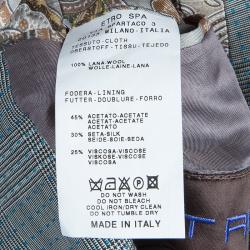 ETRO SPA
SPARTACO 3
MILANO-ITALIA
TESSUTO-CLOTH
OBERSTOFF-TISSU-TEJEDO
100% LANA-WOOL
WOLLE-LAINE-LANA
FODERA-LINING
FUTTER-DOUBLURE-FORRO
45% ACETATO-ACETATE
ACETAT-ACETATE
ACETATO
30% SETA-SILK
SEIDE-SOIE-SEDA
25% VISCOSA-VISCOSE
VISKOSE-VISCOSE
VISCOSA
DO NOT WASH
DO NOT BLEACH
COOL IRON/DRY CLEAN
DO NOT TUMBLE DRY
MADE IN ITALY